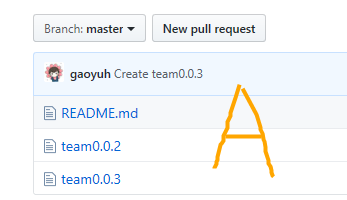 Branch: master New pull request
gaoyuh Create team0.0.3
A
README.md
team0.0.2
team0.0.3